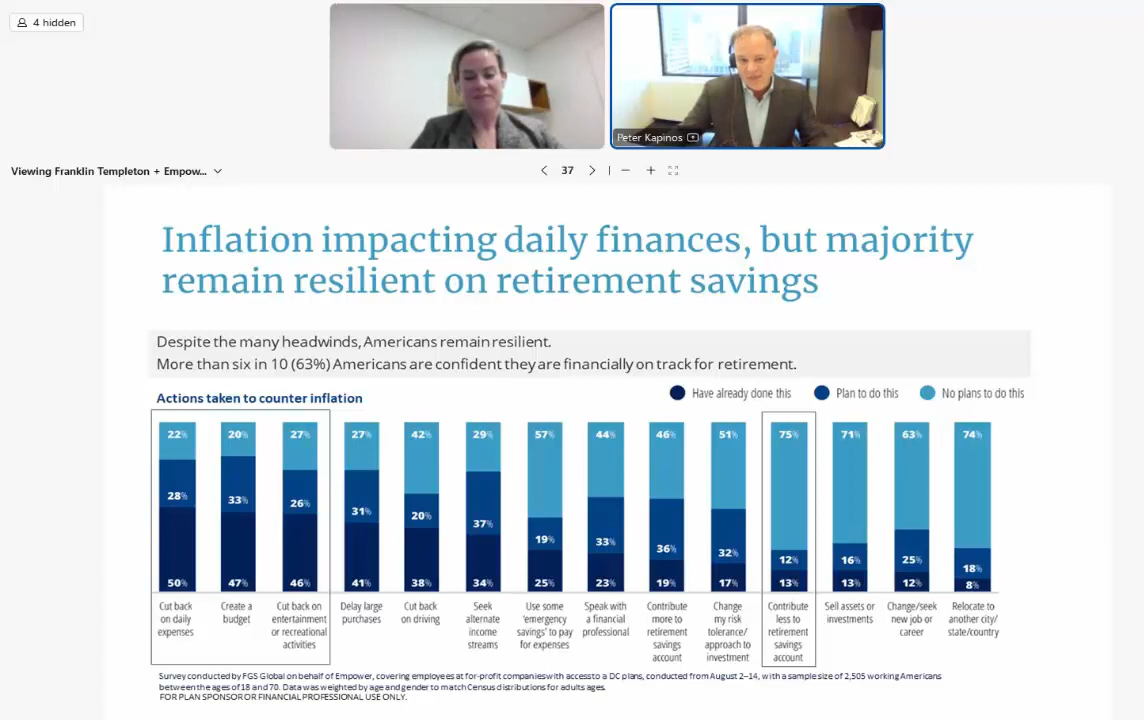 4 hidden
Peter Kapinos
Viewing Franklin Templeton + Empow...
37
Inflation impacting daily finances, but majority
remain resilient on retirement savings
Despite the many headwinds, Americans remain resilient.
More than six in 10 (63%) Americans are confident they are financially on track for retirement.
Actions taken to counter inflation
Have already done this
Plan to do this
No plans to do this
22% 20% 27% 27% 42% 29% 57% 44% 46% 51% 75% 71% 63% 74%
28% 33% 26% 31% 20% 37% 19% 33% 36% 32% 12% 16% 25% 18%
50% 47% 46% 41% 38% 34% 25% 23% 19% 17% 13% 13% 12% 8%
Cut back
on daily
expenses
Create a
budget
Cut back on
entertainment
or recreational
activities
Delay large
purchases
Cut back
on driving
Seek
alternate
income
streams
Use some
'emergency
savings' to pay
for expenses
Speak with
a financial
professional
Contribute
more to
retirement
savings
account
Change
my risk
tolerance/
approach to
investment
Contribute
less to
retirement
savings
account
Sell assets or
investments
Change/seek
new job or
career
Relocate to
another city/
state/country
Survey conducted by FGS Global on behalf of Empower, covering employees at for-profit companies with access to a DC plans, conducted from August 2–14, with a sample size of 2,505 working Americans
between the ages of 18 and 70. Data was weighted by age and gender to match Census distributions for adults ages.
FOR PLAN SPONSOR OR FINANCIAL PROFESSIONAL USE ONLY.